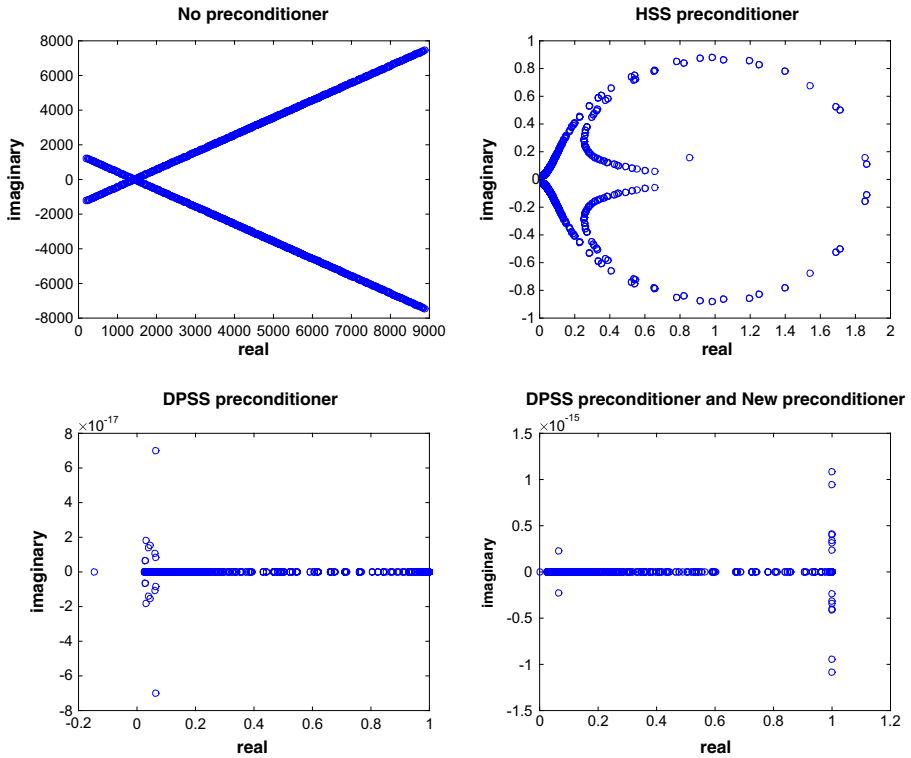 No preconditioner
8000
6000
4000
2000
0
-2000
-4000
-6000
-8000
0 1000 2000 3000 4000 5000 6000 7000 8000 9000
real
imaginary
HSS preconditioner
1
0.8
0.6
0.4
0.2
0
-0.2
-0.4
-0.6
-0.8
-1
0 0.2 0.4 0.6 0.8 1 1.2 1.4 1.6 1.8 2
real
imaginary
DPSS preconditioner
×10⁻¹⁷
8
6
4
2
0
-2
-4
-6
-8
-0.2 0 0.2 0.4 0.6 0.8 1
real
imaginary
DPSS preconditioner and New preconditioner
×10⁻¹⁵
1.5
1
0.5
0
-0.5
-1
-1.5
0 0.2 0.4 0.6 0.8 1 1.2
real
imaginary